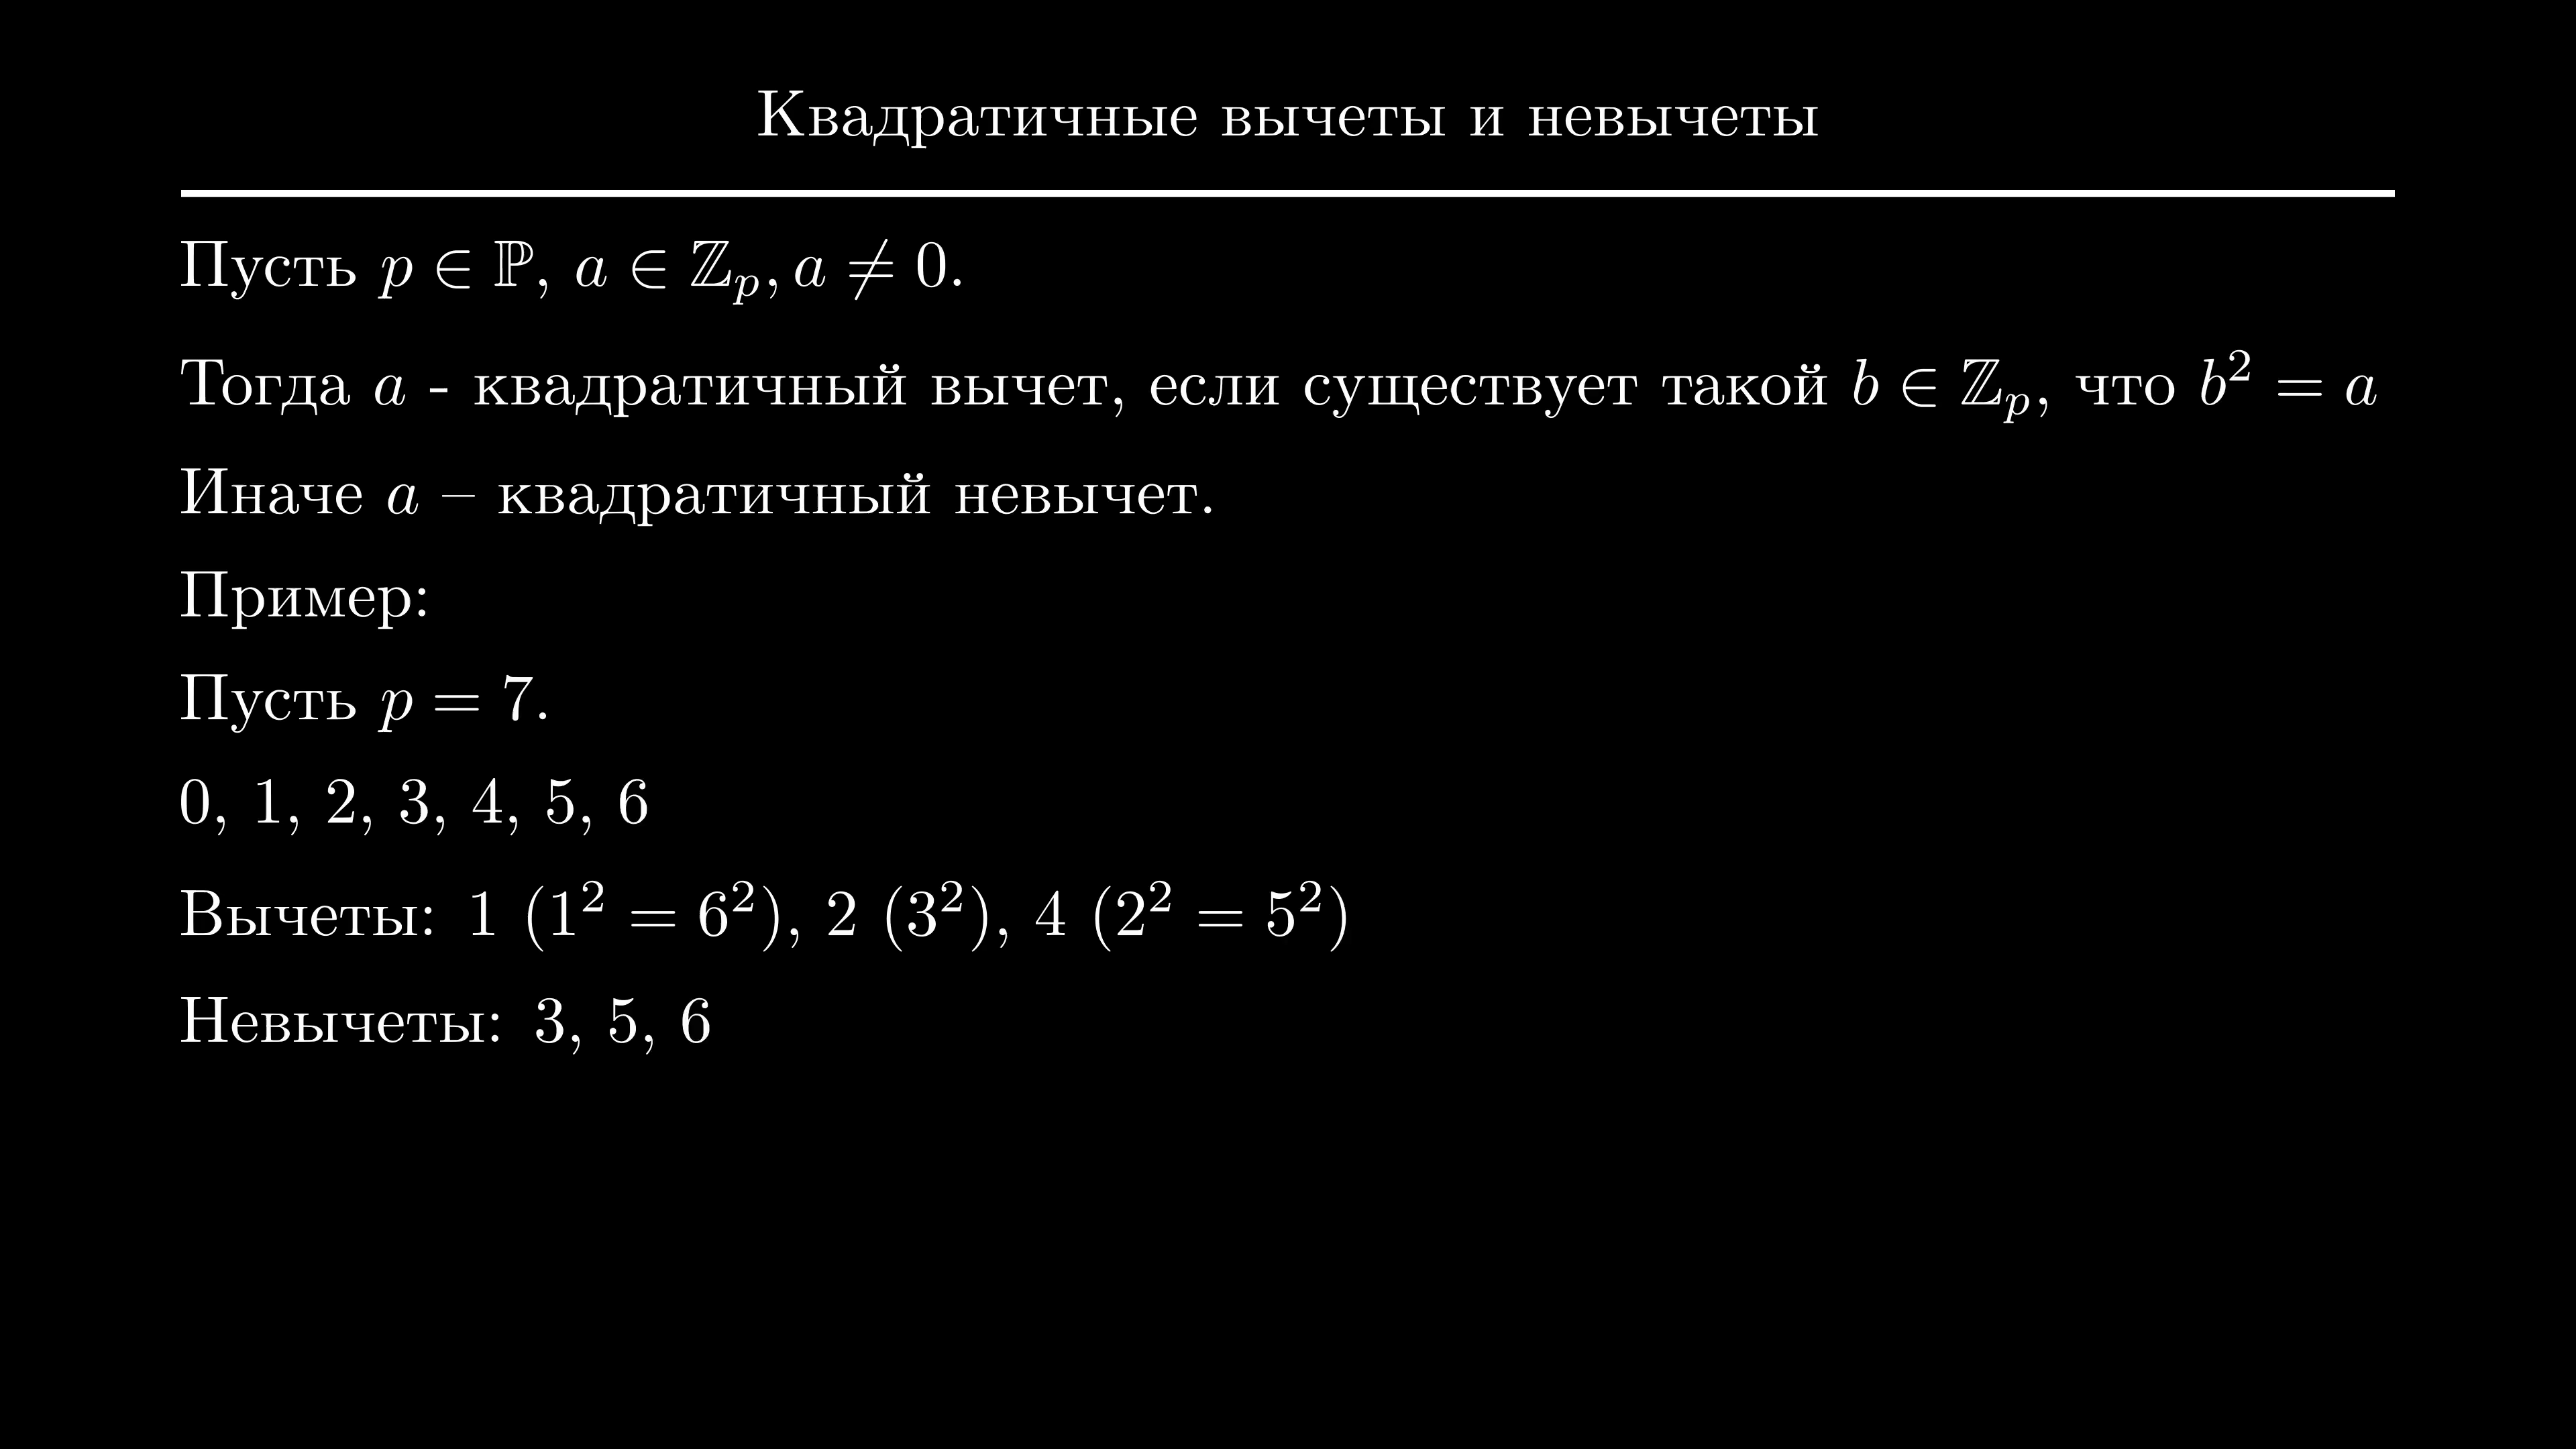 Квадратичные вычеты и невычеты
Пусть p ∈ ℙ, a ∈ ℤₚ, a ≠ 0.
Тогда a - квадратичный вычет, если существует такой b ∈ ℤₚ, что b² = a
Иначе a – квадратичный невычет.
Пример:
Пусть p = 7.
0, 1, 2, 3, 4, 5, 6
Вычеты: 1 (1² = 6²), 2 (3²), 4 (2² = 5²)
Невычеты: 3, 5, 6